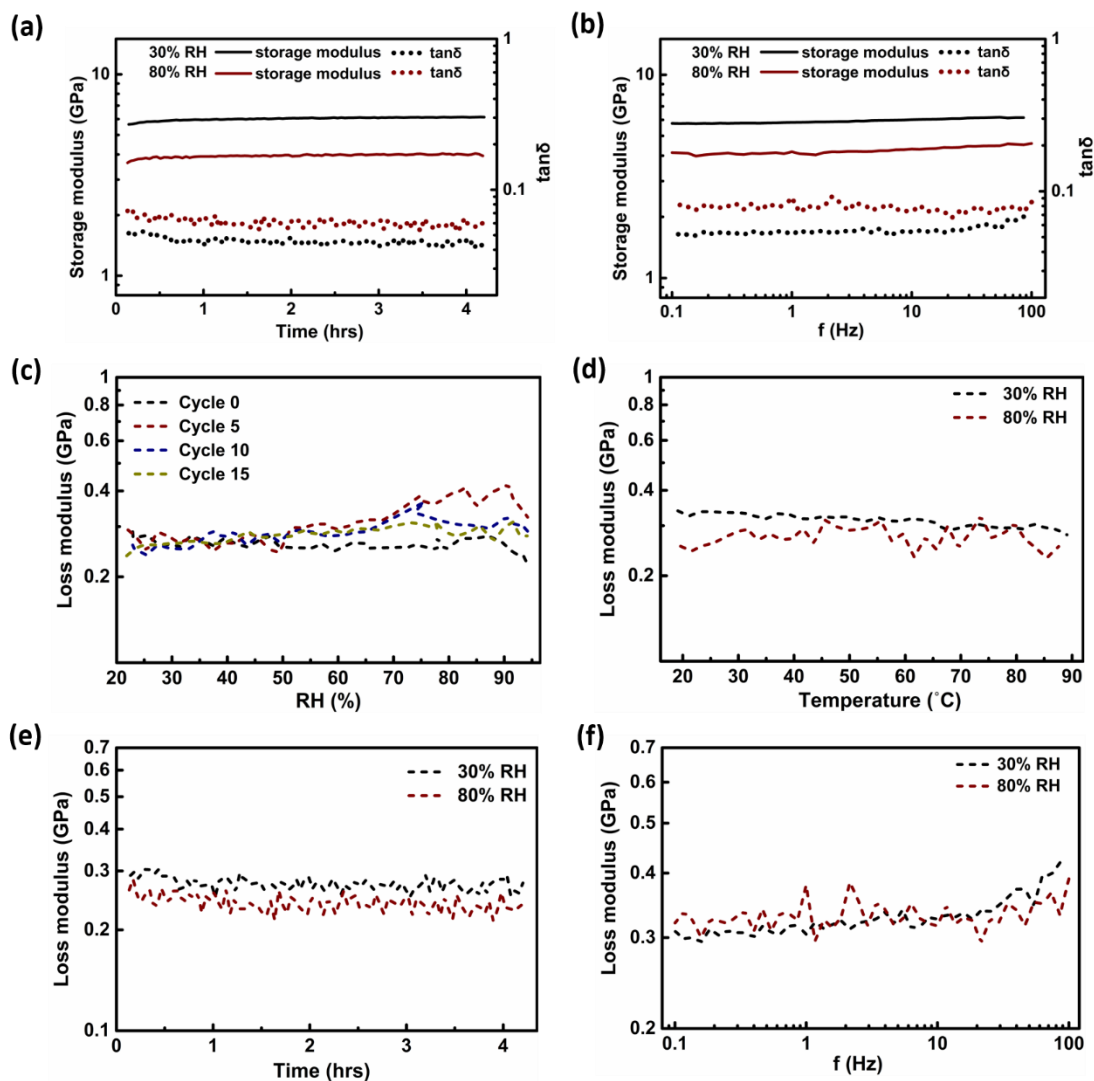 (a)
30% RH storage modulus tanδ
80% RH storage modulus tanδ
Storage modulus (GPa)
10
1
tanδ
1
0.1
0 1 2 3 4
Time (hrs)
(b)
30% RH storage modulus tanδ
80% RH storage modulus tanδ
Storage modulus (GPa)
10
1
tanδ
1
0.1
0.1 1 10 100
f (Hz)
(c)
Cycle 0
Cycle 5
Cycle 10
Cycle 15
Loss modulus (GPa)
1
0.8
0.6
0.4
0.2
20 30 40 50 60 70 80 90
RH (%)
(d)
30% RH
80% RH
Loss modulus (GPa)
1
0.8
0.6
0.4
0.2
20 30 40 50 60 70 80 90
Temperature (˚C)
(e)
30% RH
80% RH
Loss modulus (GPa)
0.7
0.6
0.5
0.4
0.3
0.2
0.1
0 1 2 3 4
Time (hrs)
(f)
30% RH
80% RH
Loss modulus (GPa)
0.7
0.6
0.5
0.4
0.3
0.2
0.1 1 10 100
f (Hz)